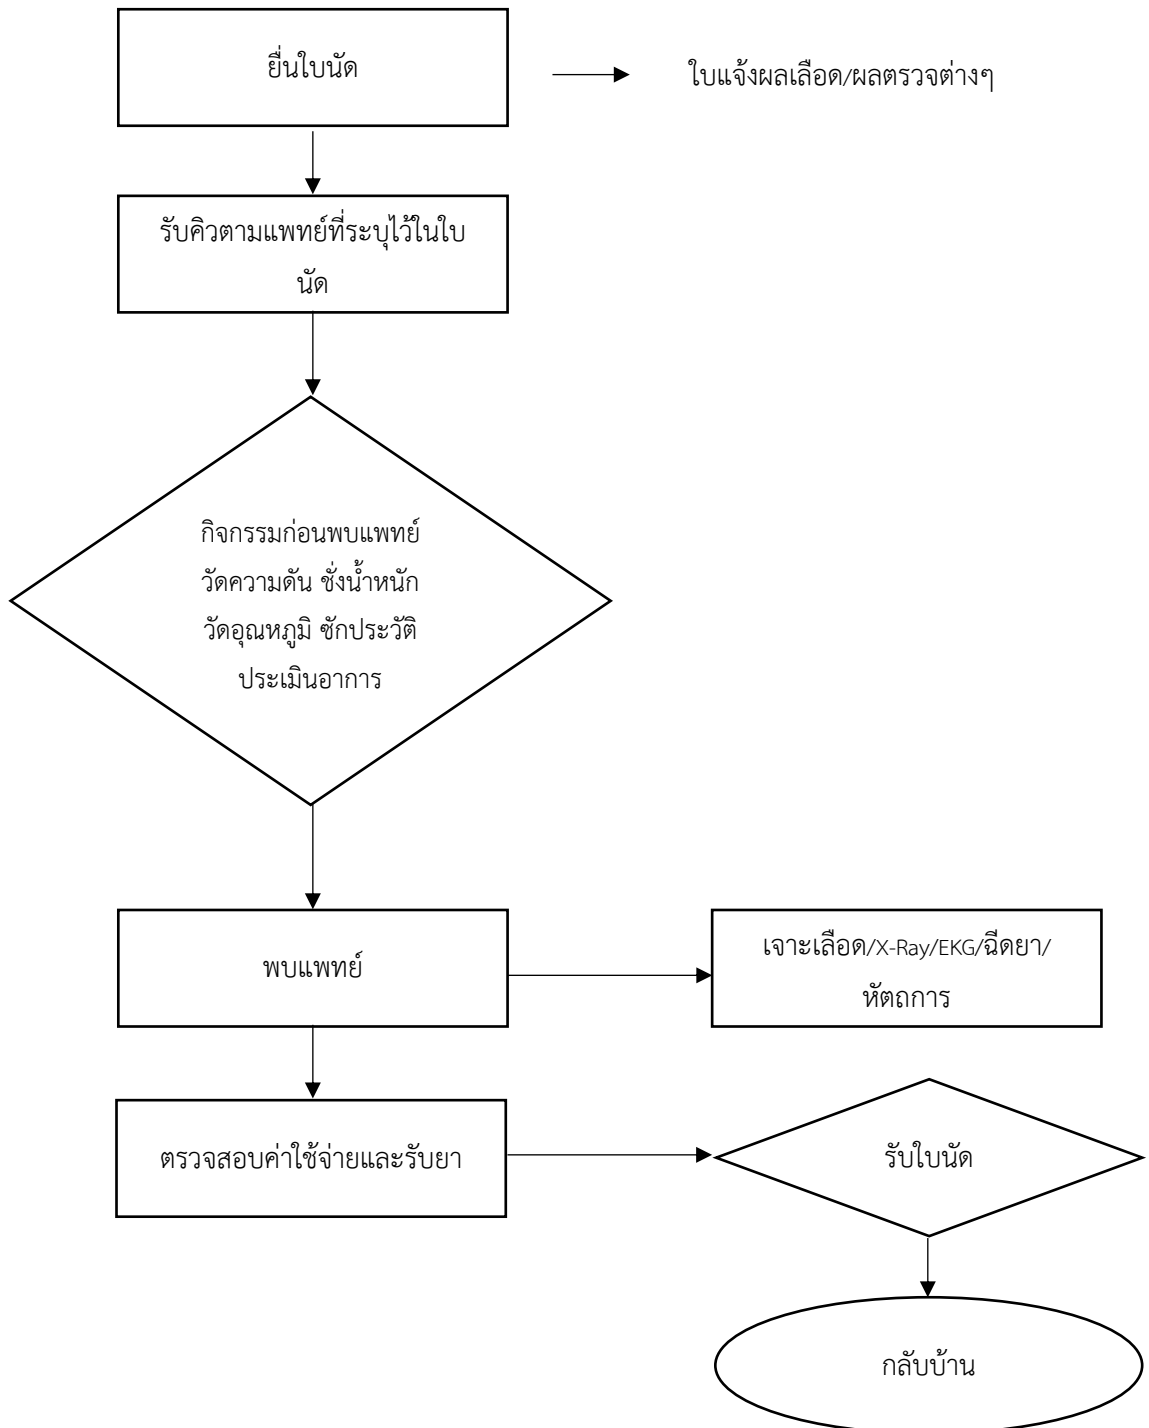 ยื่นใบนัด
ใบแจ้งผลเลือด/ผลตรวจต่างๆ
รับคิวตามแพทย์ที่ระบุไว้ในใบ
นัด
กิจกรรมก่อนพบแพทย์
วัดความดัน ชั่งน้ำหนัก
วัดอุณหภูมิ ซักประวัติ
ประเมินอาการ
พบแพทย์
เจาะเลือด/X-Ray/EKG/ฉีดยา/
หัตถการ
ตรวจสอบค่าใช้จ่ายและรับยา
รับใบนัด
กลับบ้าน